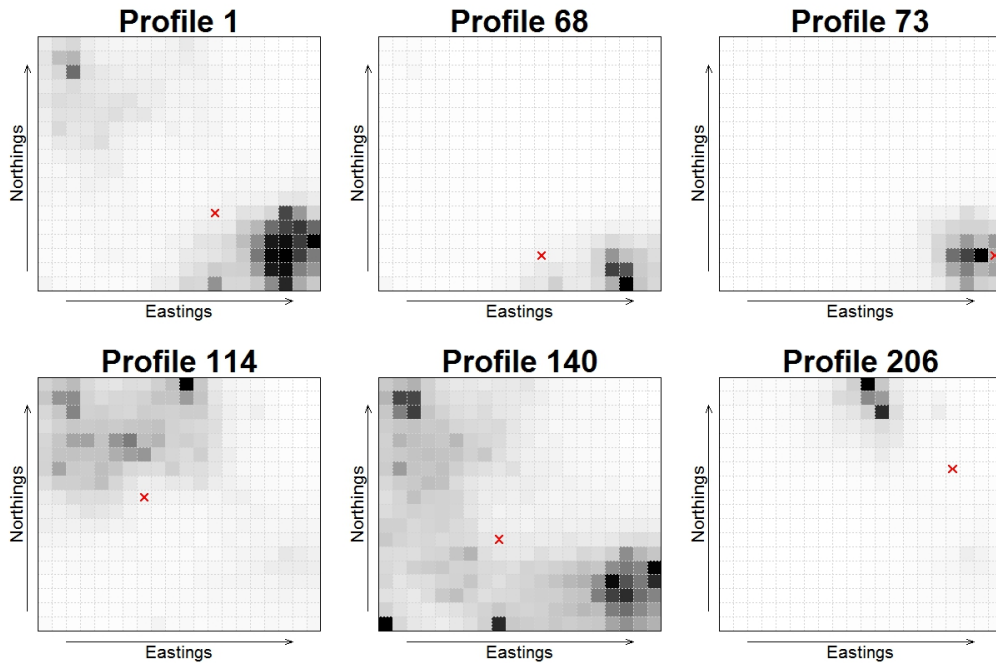 Profile 1
Profile 68
Profile 73
Northings
Northings
Northings
Eastings
Eastings
Eastings
Profile 114
Profile 140
Profile 206
Northings
Northings
Northings
Eastings
Eastings
Eastings